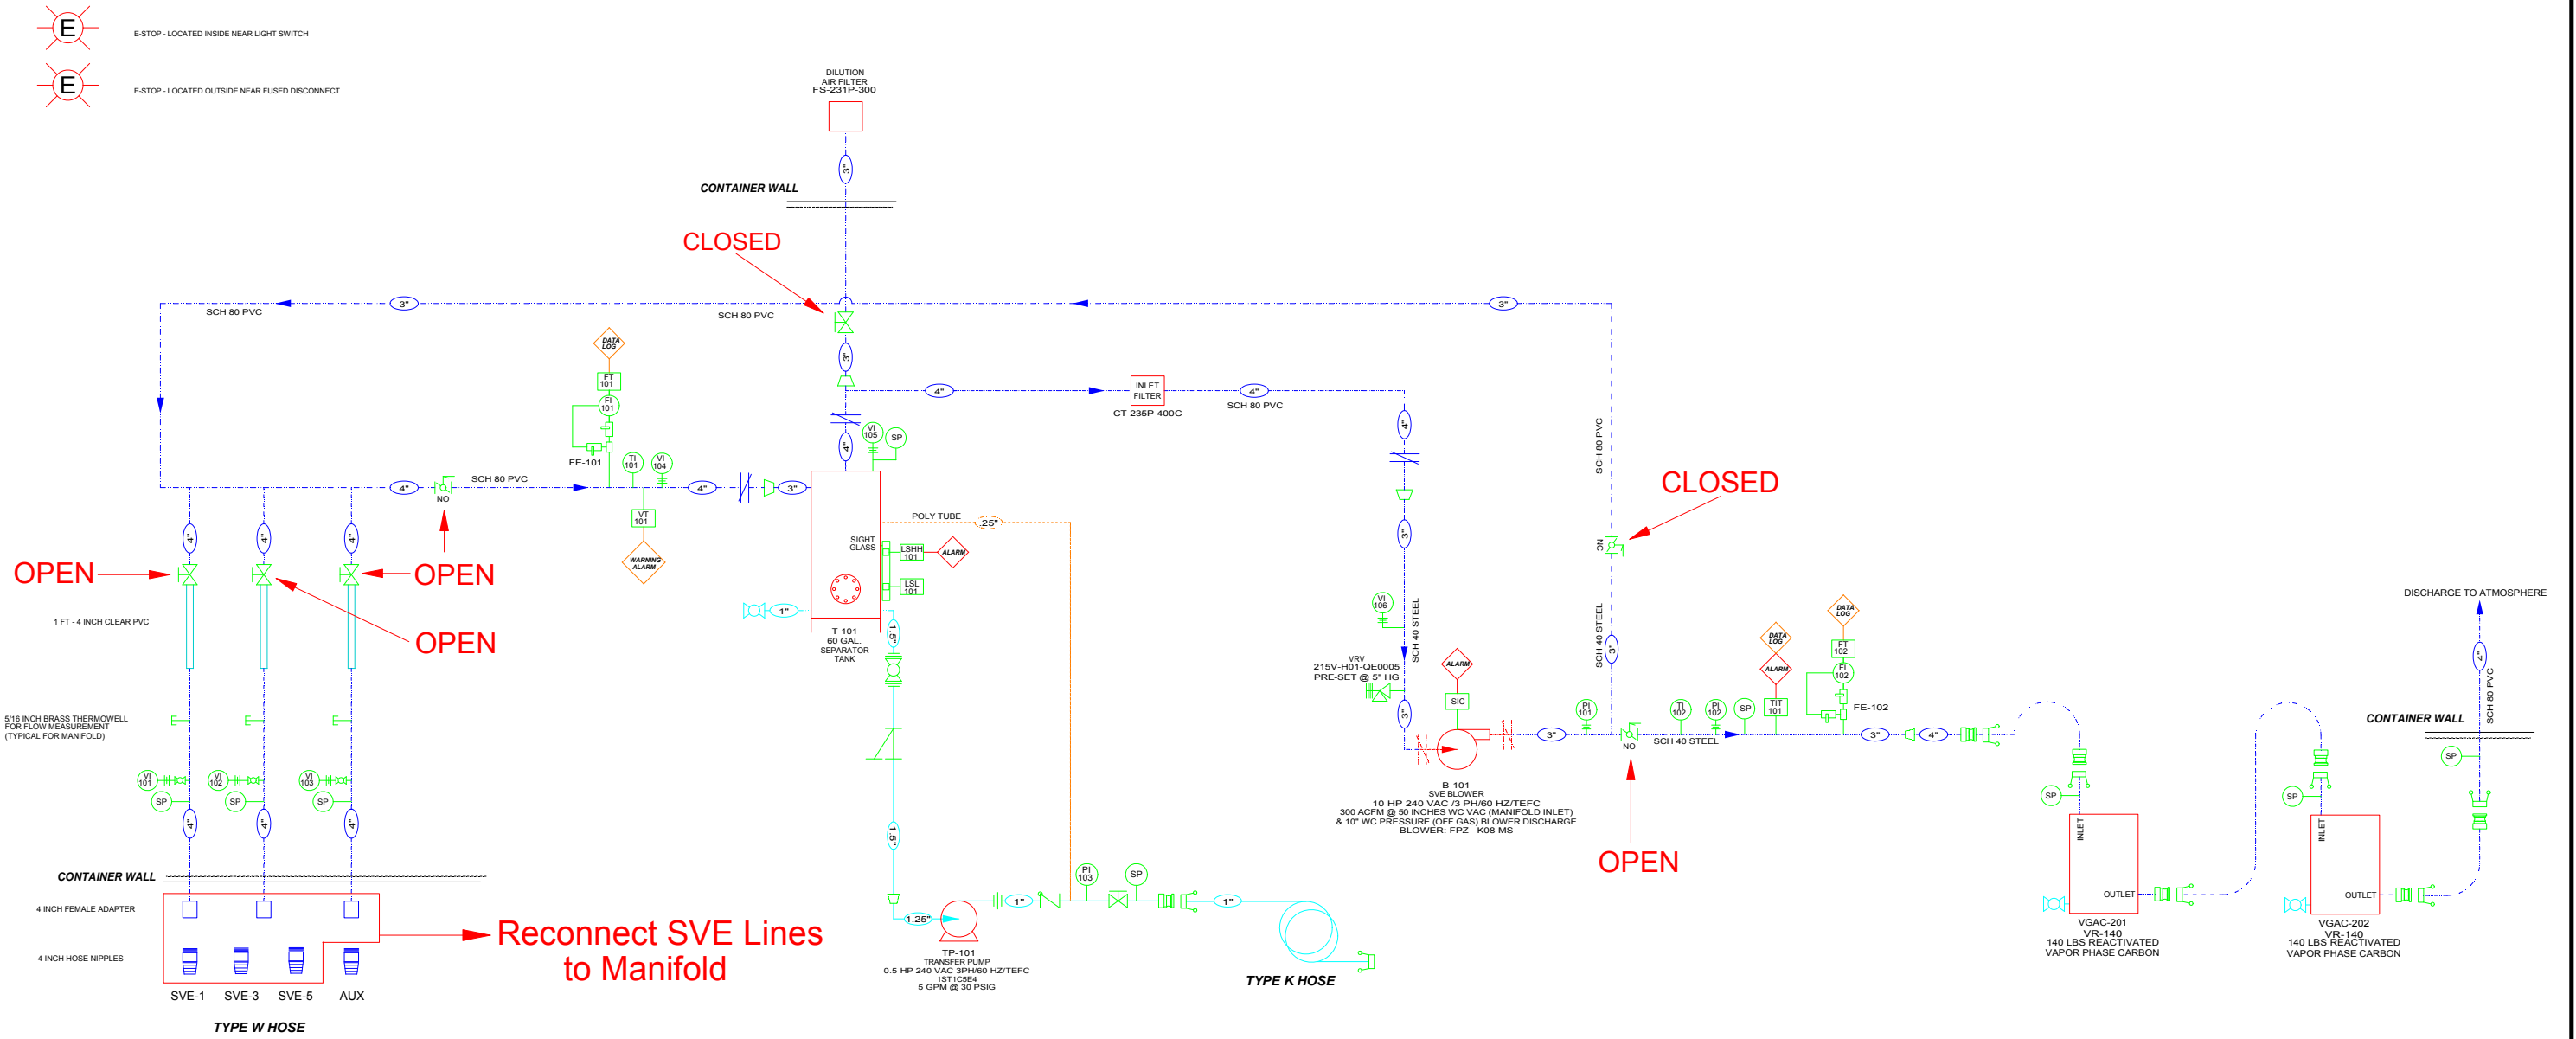 E
E-STOP - LOCATED INSIDE NEAR LIGHT SWITCH
E
E-STOP - LOCATED OUTSIDE NEAR FUSED DISCONNECT
DILUTION
AIR FILTER
FS-231P-300
3"
CONTAINER WALL
CLOSED
3"
SCH 80 PVC
SCH 80 PVC
3"
3"
DATA
LOG
FT
101
FI
101
FE-101
TI
101
VI
104
4"
NO
SCH 80 PVC
4"
3"
VT
101
WARNING
ALARM
4"
INLET
FILTER
CT-235P-400C
4"
SCH 80 PVC
4"
VI
105
SP
4"
SCH 80 PVC
CLOSED
NC
POLY TUBE
.25"
SIGHT
GLASS
LSHH
101
ALARM
LSL
101
1"
T-101
60 GAL.
SEPARATOR
TANK
1.5"
4"
4"
4"
OPEN
OPEN
OPEN
1 FT - 4 INCH CLEAR PVC
5/16 INCH BRASS THERMOWELL
FOR FLOW MEASUREMENT
(TYPICAL FOR MANIFOLD)
VI
101
SP
VI
102
SP
VI
103
SP
4"
4"
4"
CONTAINER WALL
4 INCH FEMALE ADAPTER
4 INCH HOSE NIPPLES
SVE-1
SVE-3
SVE-5
AUX
TYPE W HOSE
Reconnect SVE Lines
to Manifold
1.5"
1.25"
TP-101
TRANSFER PUMP
0.5 HP 240 VAC 3PH/60 HZ/TEFC
1ST1C5E4
5 GPM @ 30 PSIG
1"
PI
103
SP
1"
TYPE K HOSE
3"
VI
106
SCH 40 STEEL
VRV
215V-H01-QE0005
PRE-SET @ 5" HG
3"
ALARM
SIC
B-101
SVE BLOWER
10 HP 240 VAC /3 PH/60 HZ/TEFC
300 ACFM @ 50 INCHES WC VAC (MANIFOLD INLET)
& 10" WC PRESSURE (OFF GAS) BLOWER DISCHARGE
BLOWER: FPZ - K08-MS
3"
PI
101
SCH 40 STEEL
3"
NO
OPEN
SCH 40 STEEL
TI
102
PI
102
SP
DATA
LOG
ALARM
TIT
101
DATA
LOG
FT
102
FI
102
FE-102
3"
4"
SP
INLET
OUTLET
VGAC-201
VR-140
140 LBS REACTIVATED
VAPOR PHASE CARBON
SP
INLET
OUTLET
VGAC-202
VR-140
140 LBS REACTIVATED
VAPOR PHASE CARBON
DISCHARGE TO ATMOSPHERE
4"
SCH 80 PVC
CONTAINER WALL
SP